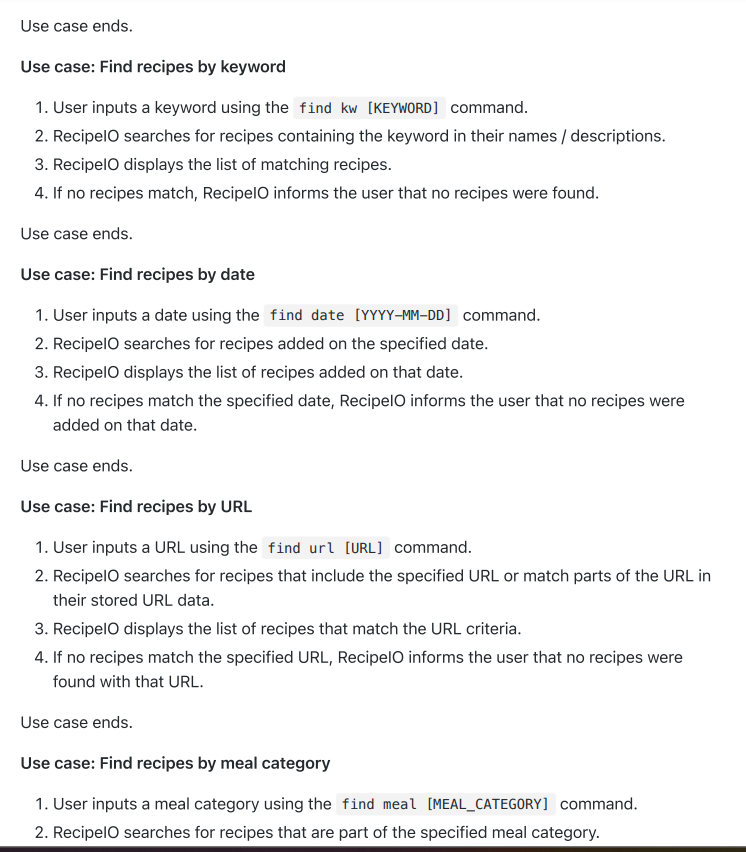 Use case ends.
Use case: Find recipes by keyword
1. User inputs a keyword using the find kw [KEYWORD] command.
2. RecipeIO searches for recipes containing the keyword in their names / descriptions.
3. RecipeIO displays the list of matching recipes.
4. If no recipes match, RecipeIO informs the user that no recipes were found.
Use case ends.
Use case: Find recipes by date
1. User inputs a date using the find date [YYYY-MM-DD] command.
2. RecipeIO searches for recipes added on the specified date.
3. RecipeIO displays the list of recipes added on that date.
4. If no recipes match the specified date, RecipeIO informs the user that no recipes were
added on that date.
Use case ends.
Use case: Find recipes by URL
1. User inputs a URL using the find url [URL] command.
2. RecipeIO searches for recipes that include the specified URL or match parts of the URL in
their stored URL data.
3. RecipeIO displays the list of recipes that match the URL criteria.
4. If no recipes match the specified URL, RecipeIO informs the user that no recipes were
found with that URL.
Use case ends.
Use case: Find recipes by meal category
1. User inputs a meal category using the find meal [MEAL_CATEGORY] command.
2. RecipeIO searches for recipes that are part of the specified meal category.